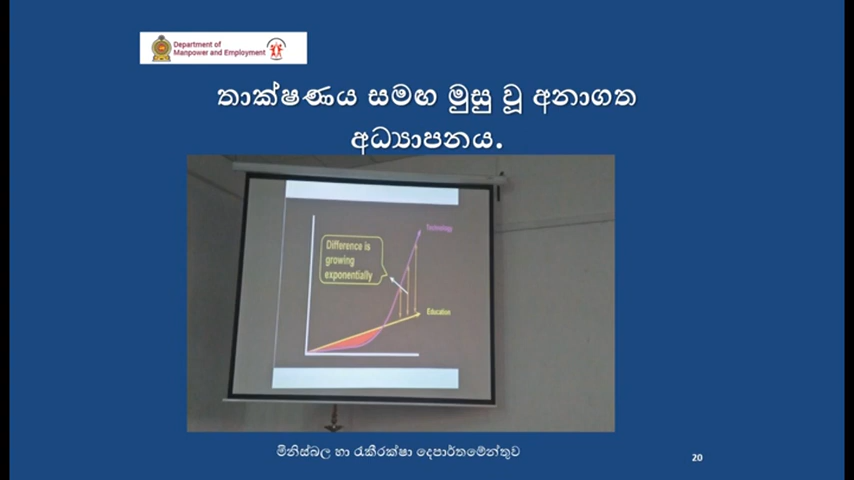 Department of
Manpower and Employment
තාක්ෂණය සමඟ මුසු වූ අනාගත
අධ්‍යාපනය.
Technology
Difference is
growing
exponentially
Education
මිනිස්බල හා රැකීරක්ෂා දෙපාර්තමේන්තුව
20